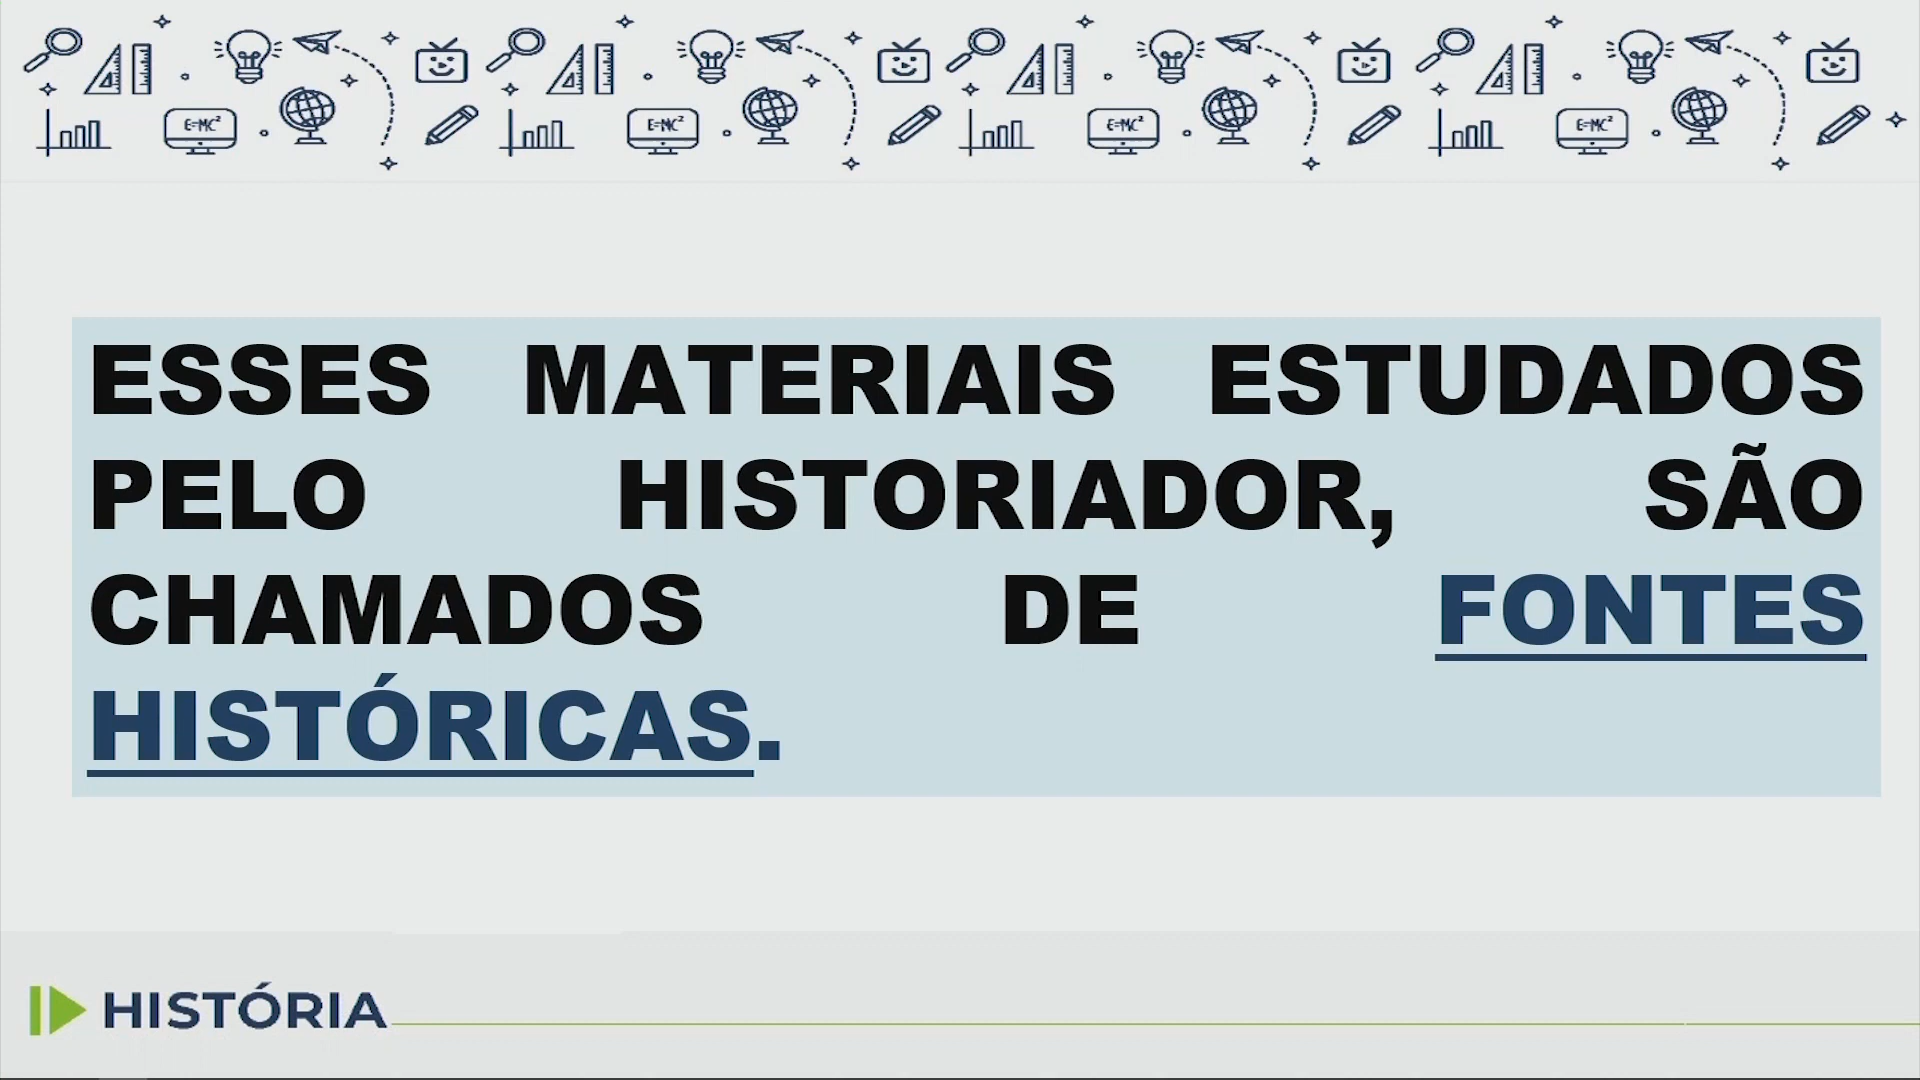 E=MC² E=MC² E=MC² E=MC²
ESSES MATERIAIS ESTUDADOS
PELO HISTORIADOR, SÃO
CHAMADOS DE FONTES
HISTÓRICAS.
HISTÓRIA